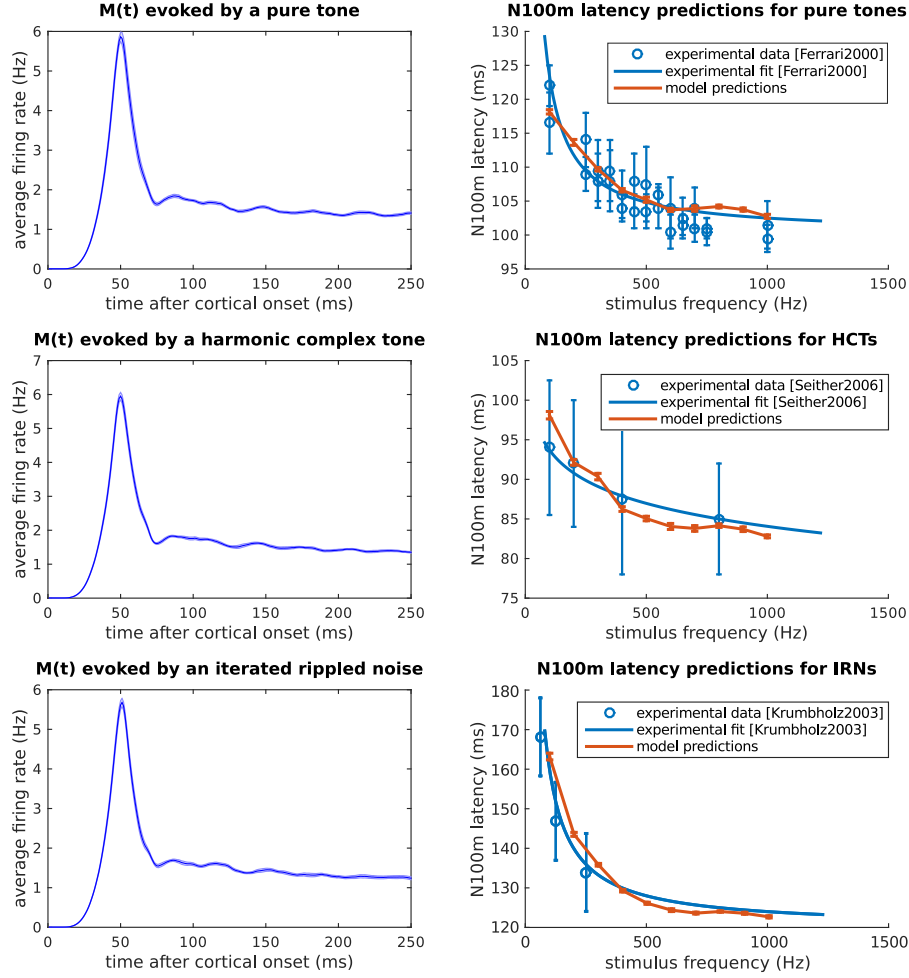 M(t) evoked by a pure tone
average firing rate (Hz)
6
5
4
3
2
1
0
0 50 100 150 200 250
time after cortical onset (ms)
N100m latency predictions for pure tones
N100m latency (ms)
130
125
120
115
110
105
100
95
experimental data [Ferrari2000]
experimental fit [Ferrari2000]
model predictions
0 500 1000 1500
stimulus frequency (Hz)
M(t) evoked by a harmonic complex tone
average firing rate (Hz)
7
6
5
4
3
2
1
0
0 50 100 150 200 250
time after cortical onset (ms)
N100m latency predictions for HCTs
N100m latency (ms)
105
100
95
90
85
80
75
experimental data [Seither2006]
experimental fit [Seither2006]
model predictions
0 500 1000 1500
stimulus frequency (Hz)
M(t) evoked by an iterated rippled noise
average firing rate (Hz)
6
5
4
3
2
1
0
0 50 100 150 200 250
time after cortical onset (ms)
N100m latency predictions for IRNs
N100m latency (ms)
180
170
160
150
140
130
120
experimental data [Krumbholz2003]
experimental fit [Krumbholz2003]
model predictions
0 500 1000 1500
stimulus frequency (Hz)